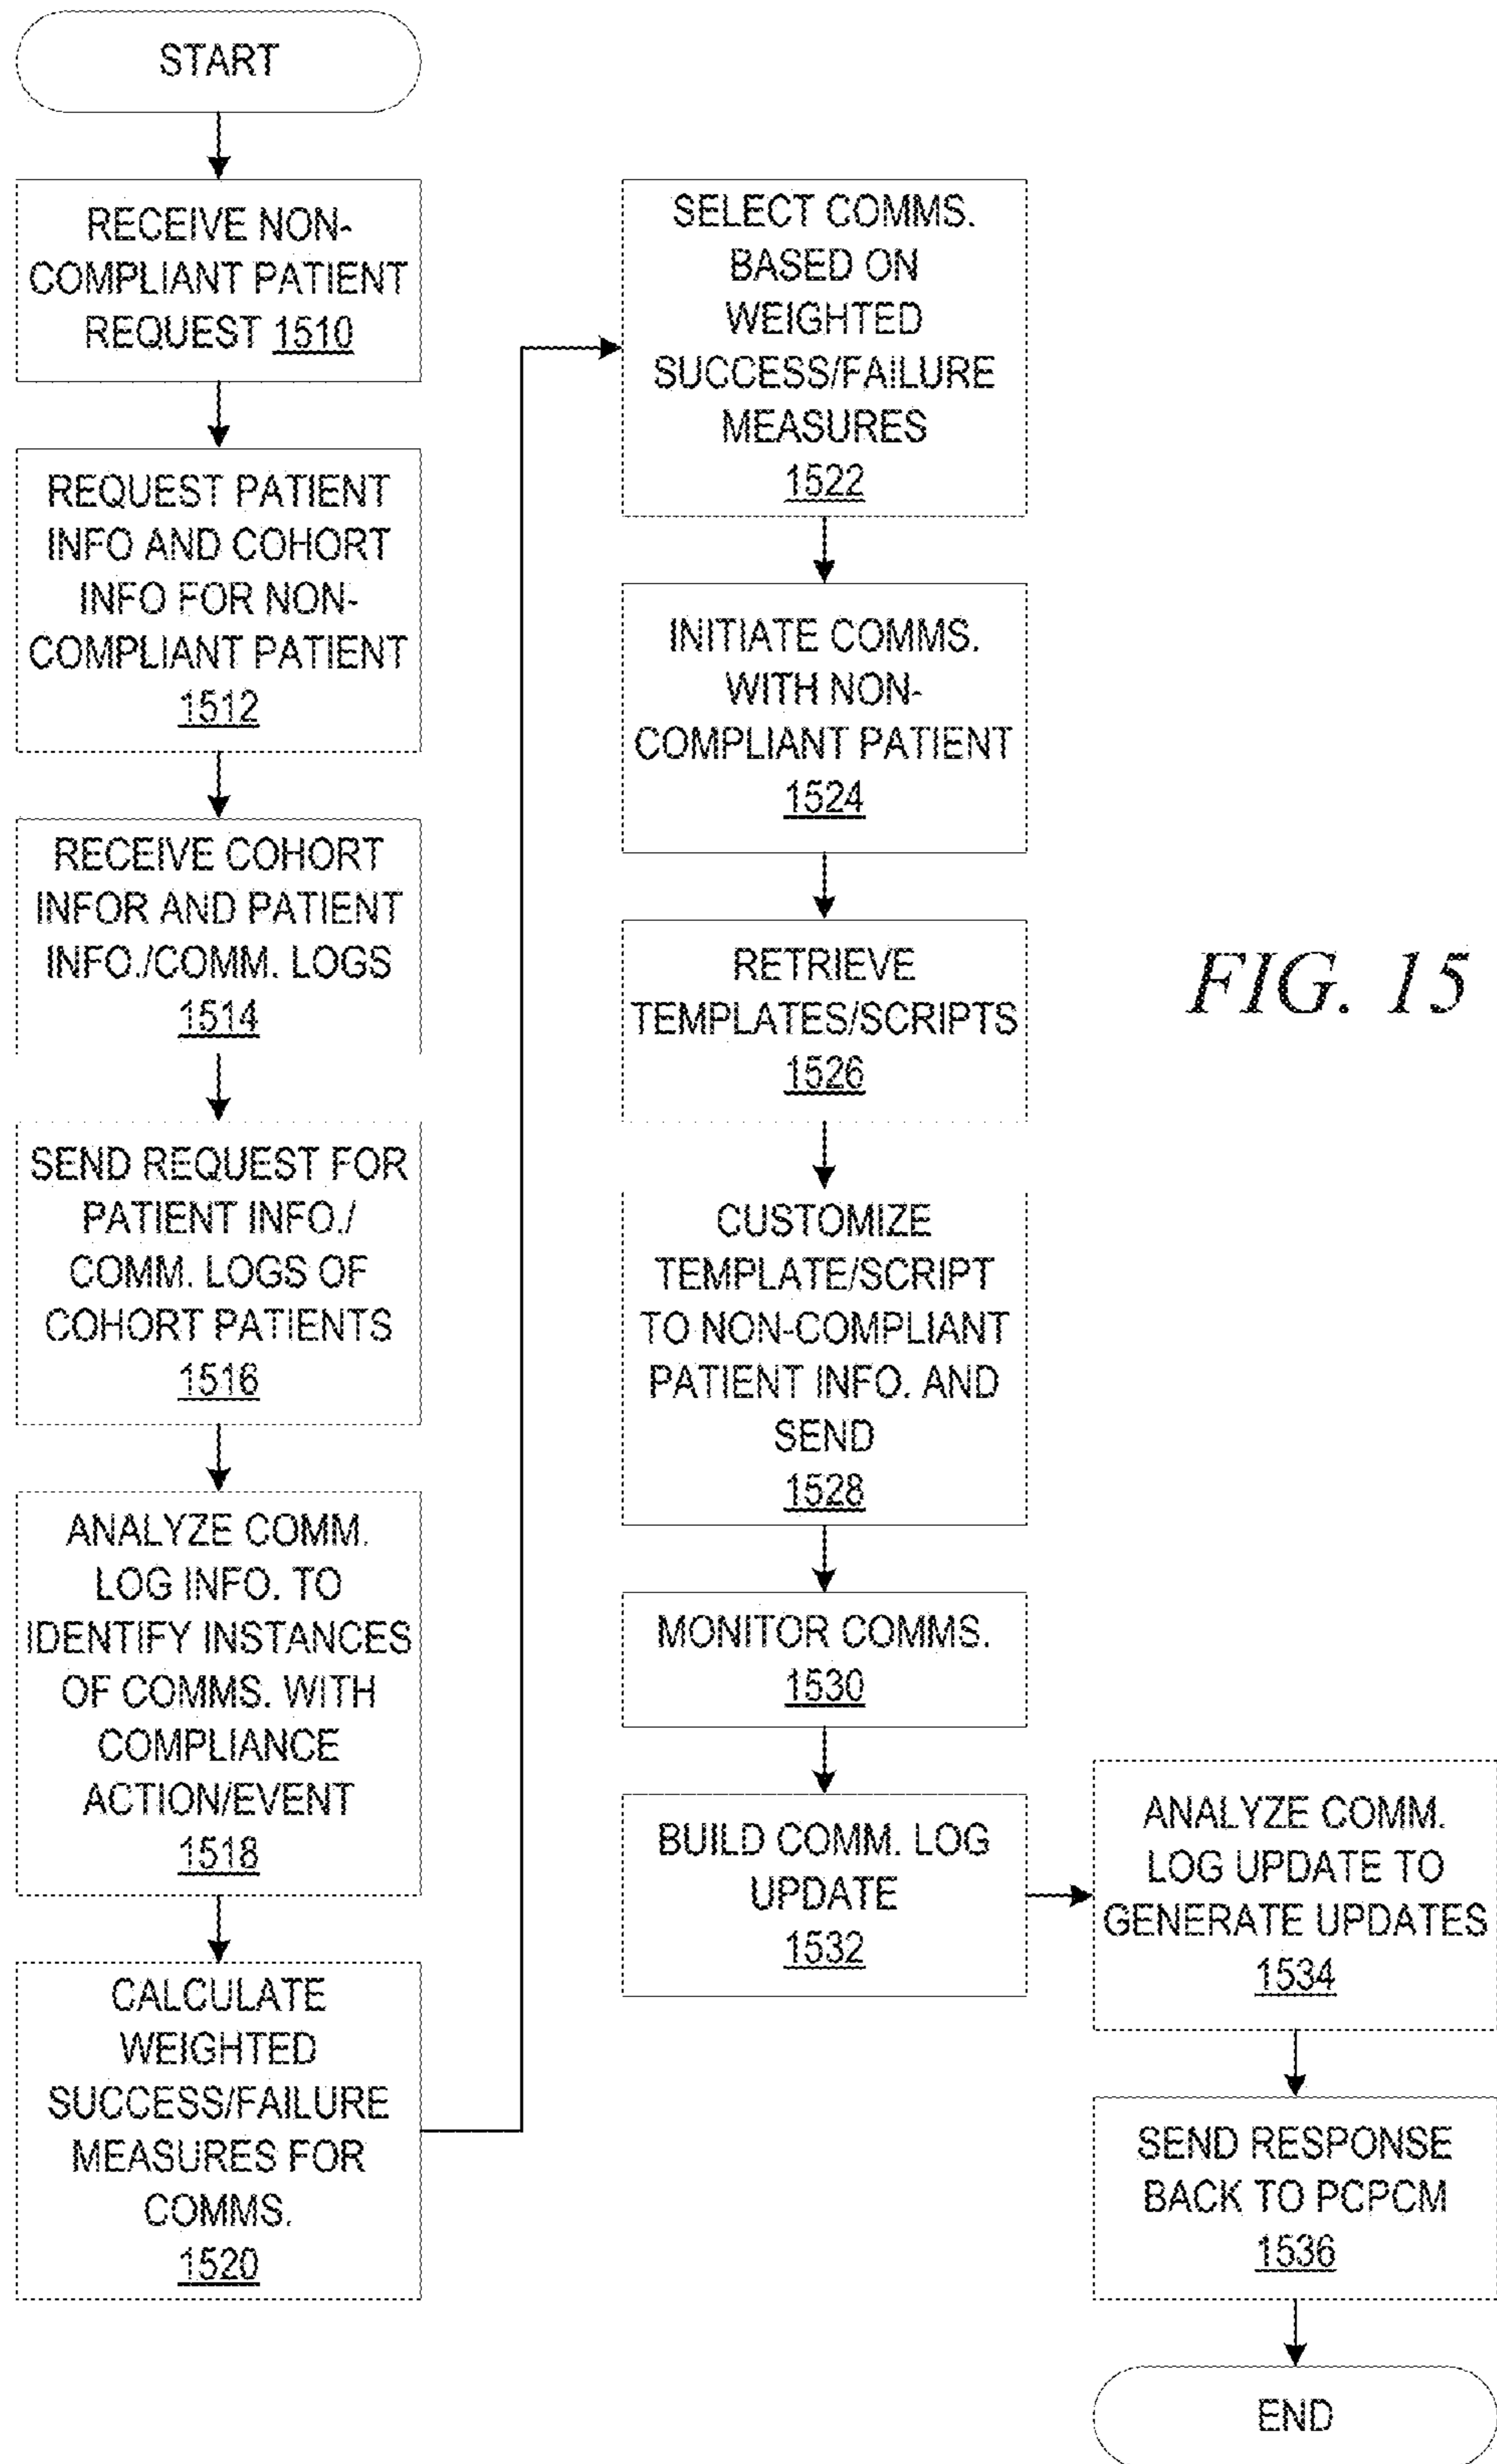 START
RECEIVE NON-
COMPLIANT PATIENT
REQUEST 1510
REQUEST PATIENT
INFO AND COHORT
INFO FOR NON-
COMPLIANT PATIENT
1512
RECEIVE COHORT
INFOR AND PATIENT
INFO./COMM. LOGS
1514
SEND REQUEST FOR
PATIENT INFO./
COMM. LOGS OF
COHORT PATIENTS
1516
ANALYZE COMM.
LOG INFO. TO
IDENTIFY INSTANCES
OF COMMS. WITH
COMPLIANCE
ACTION/EVENT
1518
CALCULATE
WEIGHTED
SUCCESS/FAILURE
MEASURES FOR
COMMS.
1520
SELECT COMMS.
BASED ON
WEIGHTED
SUCCESS/FAILURE
MEASURES
1522
INITIATE COMMS.
WITH NON-
COMPLIANT PATIENT
1524
RETRIEVE
TEMPLATES/SCRIPTS
1526
CUSTOMIZE
TEMPLATE/SCRIPT
TO NON-COMPLIANT
PATIENT INFO. AND
SEND
1528
MONITOR COMMS.
1530
BUILD COMM. LOG
UPDATE
1532
ANALYZE COMM.
LOG UPDATE TO
GENERATE UPDATES
1534
SEND RESPONSE
BACK TO PCPCM
1536
END
FIG. 15